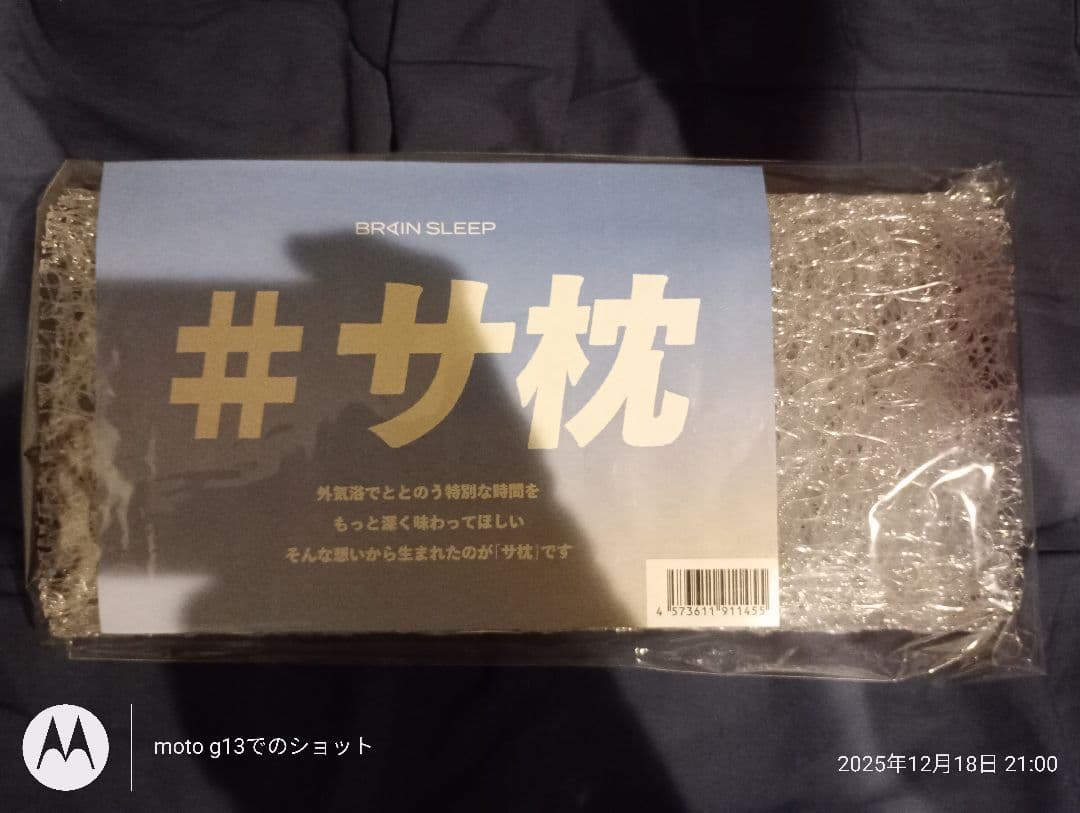 BRAIN SLEEP
#サ枕
外気浴でととのう特別な時間を
もっと深く味わってほしい
そんな想いから生まれたのが「サ枕」です
4 573611 911455
moto g13でのショット
2025年12月18日 21:00